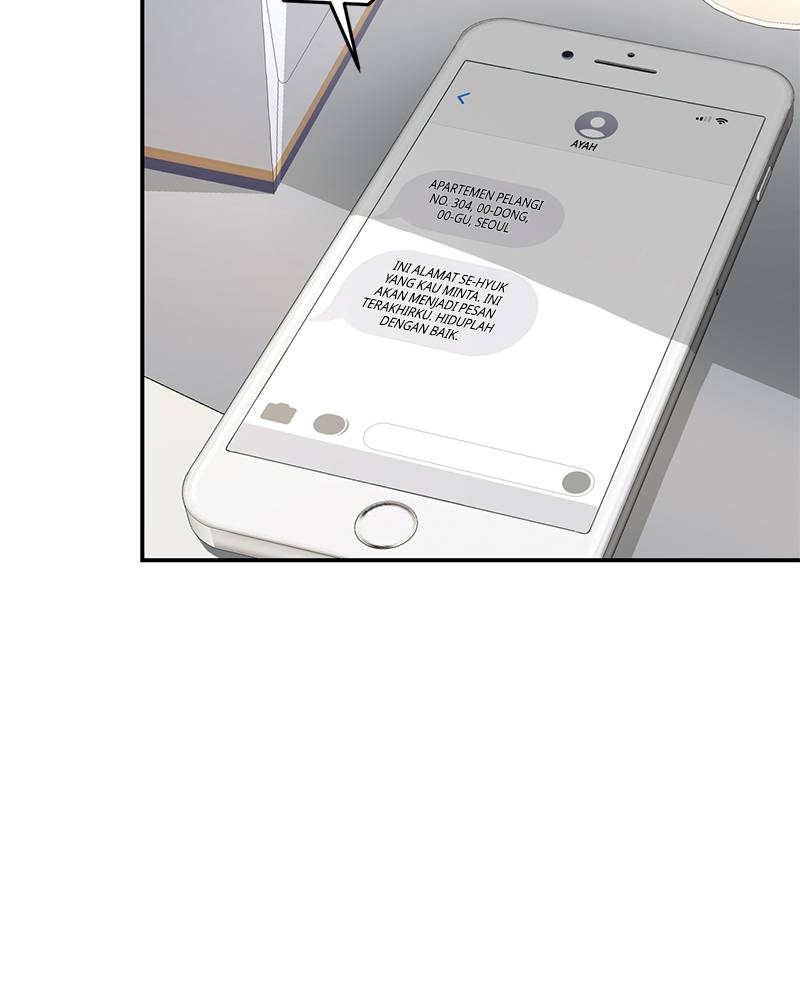 AYAH
APARTEMEN PELANGI
NO. 304, 00-DONG,
00-GU, SEOUL
INI ALAMAT SE-HYUK
YANG KAU MINTA. INI
AKAN MENJADI PESAN
TERAKHIRKU. HIDUPLAH
DENGAN BAIK.